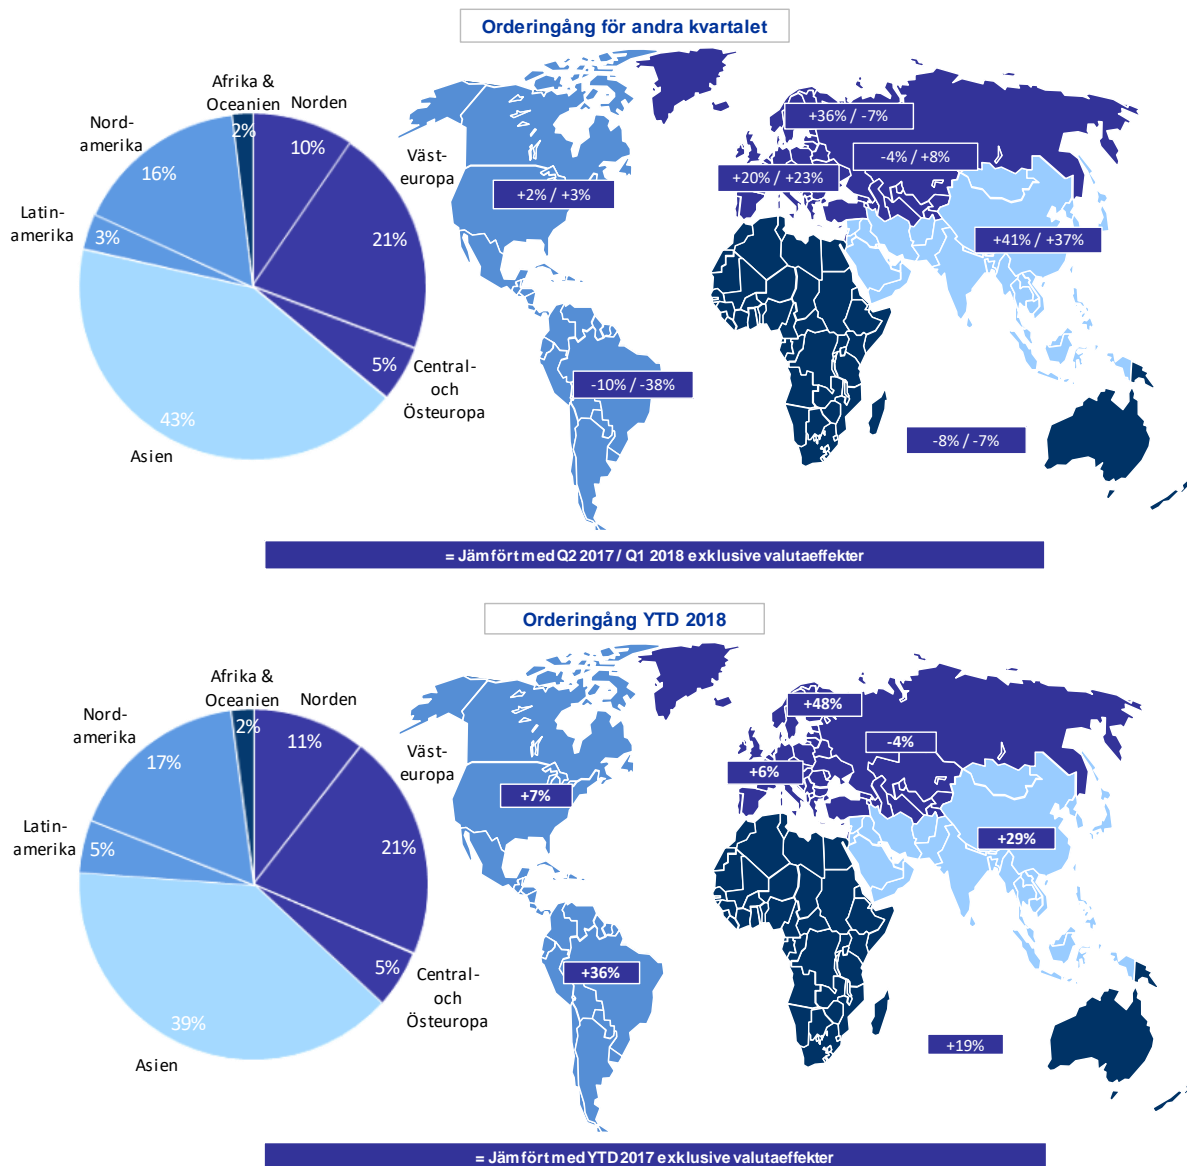 Orderingång för andra kvartalet
Afrika &
Oceanien
Norden
2%
10%
Nord-
amerika
16%
Väst-
europa
Latin-
amerika
3%
21%
5%
Central-
och
Östeuropa
43%
Asien
+36% / -7%
-4% / +8%
+20% / +23%
+2% / +3%
+41% / +37%
-10% / -38%
-8% / -7%
= Jämfört med Q2 2017 / Q1 2018 exklusive valutaeffekter
Orderingång YTD 2018
Afrika &
Oceanien
Norden
2%
11%
Nord-
amerika
17%
Väst-
europa
Latin-
amerika
5%
21%
5%
Central-
och
Östeuropa
39%
Asien
+48%
-4%
+6%
+7%
+29%
+36%
+19%
= Jämfört med YTD 2017 exklusive valutaeffekter